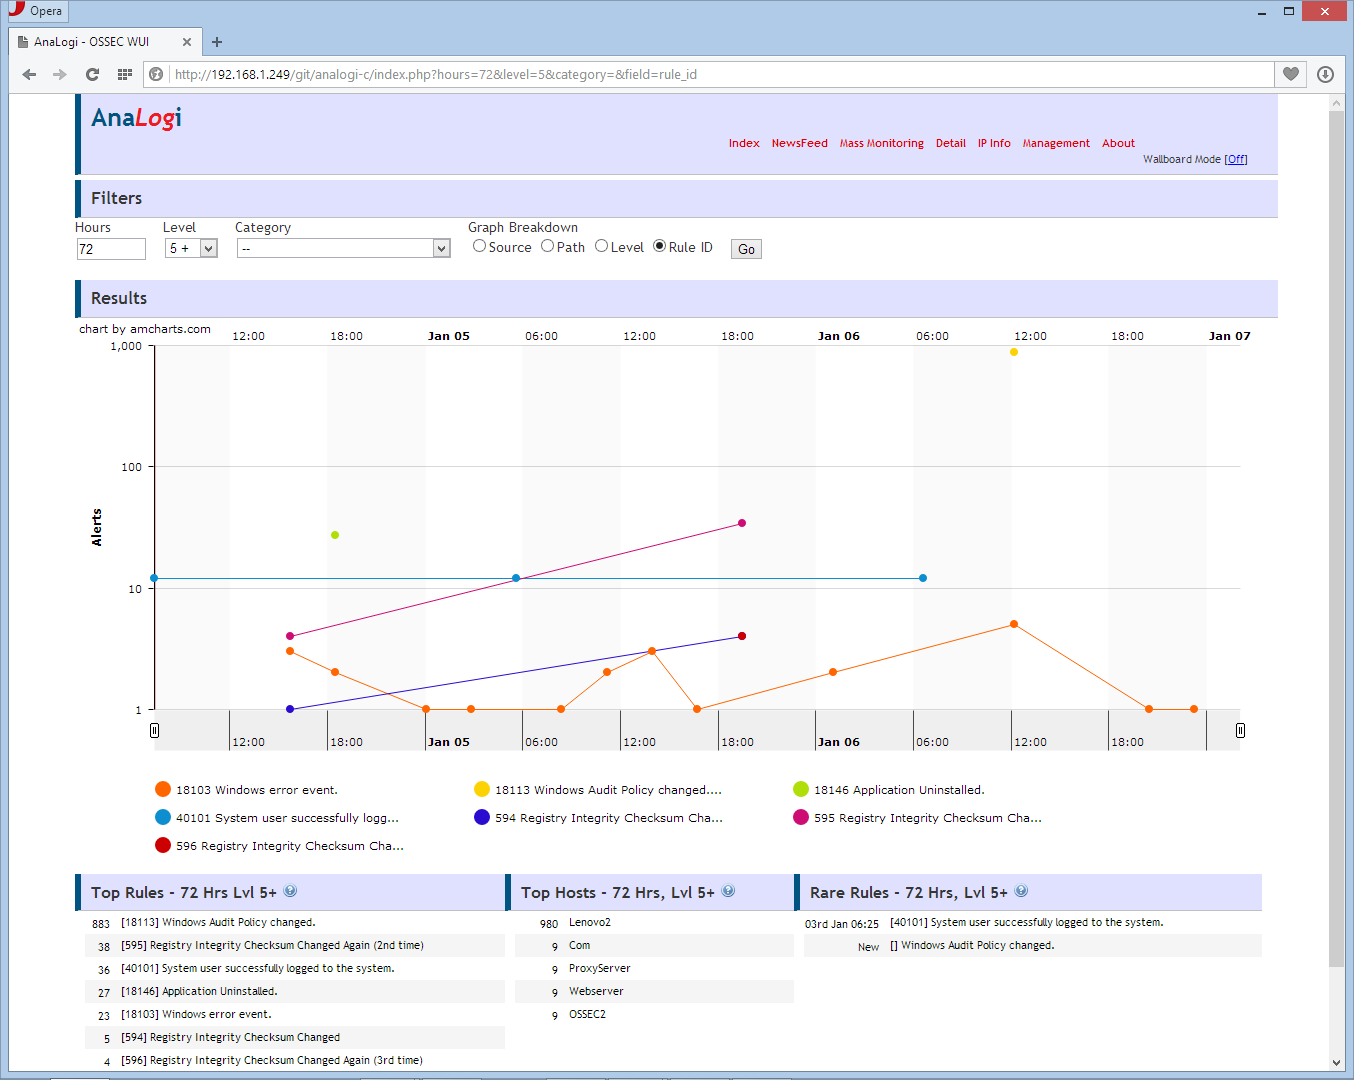 Opera
AnaLogi - OSSEC WUI
http://192.168.1.249/git/analogi-c/index.php?hours=72&level=5&category=&field=rule_id
AnaLogi
Index NewsFeed Mass Monitoring Detail IP Info Management About
Wallboard Mode [Off]
Filters
Hours Level Category Graph Breakdown
72 5 + -- Source Path Level Rule ID Go
Results
chart by amcharts.com
12:00 18:00 Jan 05 06:00 12:00 18:00 Jan 06 06:00 12:00 18:00 Jan 07
1,000
100
Alerts
10
1
12:00 18:00 Jan 05 06:00 12:00 18:00 Jan 06 06:00 12:00 18:00
18103 Windows error event. 18113 Windows Audit Policy changed.... 18146 Application Uninstalled.
40101 System user successfully logg... 594 Registry Integrity Checksum Cha... 595 Registry Integrity Checksum Cha...
596 Registry Integrity Checksum Cha...
Top Rules - 72 Hrs Lvl 5+
883 [18113] Windows Audit Policy changed.
38 [595] Registry Integrity Checksum Changed Again (2nd time)
36 [40101] System user successfully logged to the system.
27 [18146] Application Uninstalled.
23 [18103] Windows error event.
5 [594] Registry Integrity Checksum Changed
4 [596] Registry Integrity Checksum Changed Again (3rd time)
Top Hosts - 72 Hrs, Lvl 5+
980 Lenovo2
9 Com
9 ProxyServer
9 Webserver
9 OSSEC2
Rare Rules - 72 Hrs, Lvl 5+
03rd Jan 06:25 [40101] System user successfully logged to the system.
New [] Windows Audit Policy changed.